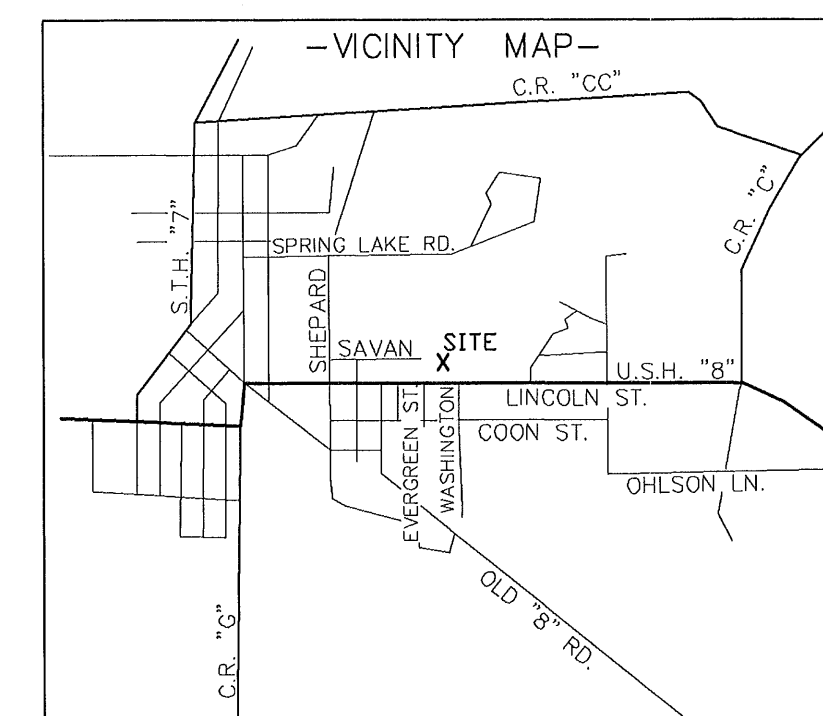 -VICINITY MAP-
C.R. "CC"
C.R. "C"
S.T.H. "7"
SPRING LAKE RD.
SHEPARD
SAVAN
SITE
X
U.S.H. "8"
LINCOLN ST.
EVERGREEN ST.
WASHINGTON
COON ST.
OHLSON LN.
OLD "8" RD.
C.R. "G"